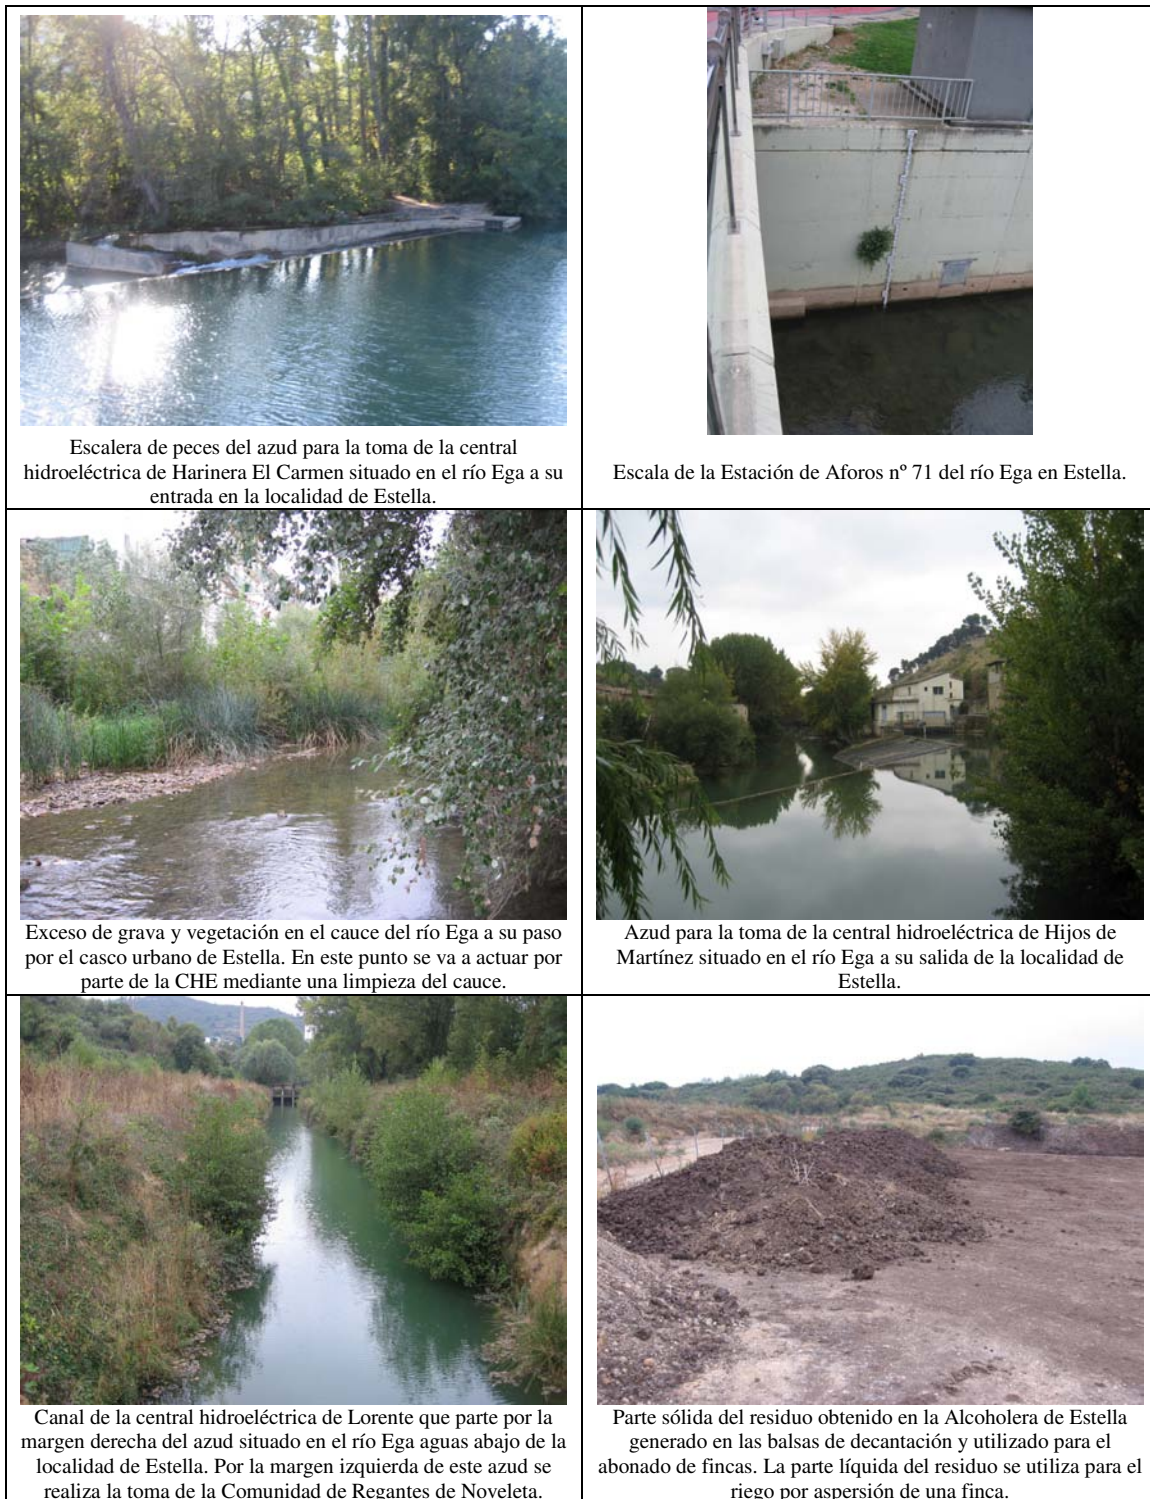 Escalera de peces del azud para la toma de la central
hidroeléctrica de Harinera El Carmen situado en el río Ega a su
entrada en la localidad de Estella.
Escala de la Estación de Aforos nº 71 del río Ega en Estella.
Exceso de grava y vegetación en el cauce del río Ega a su paso
por el casco urbano de Estella. En este punto se va a actuar por
parte de la CHE mediante una limpieza del cauce.
Azud para la toma de la central hidroeléctrica de Hijos de
Martínez situado en el río Ega a su salida de la localidad de
Estella.
Canal de la central hidroeléctrica de Lorente que parte por la
margen derecha del azud situado en el río Ega aguas abajo de la
localidad de Estella. Por la margen izquierda de este azud se
realiza la toma de la Comunidad de Regantes de Noveleta.
Parte sólida del residuo obtenido en la Alcoholera de Estella
generado en las balsas de decantación y utilizado para el
abonado de fincas. La parte líquida del residuo se utiliza para el
riego por aspersión de una finca.